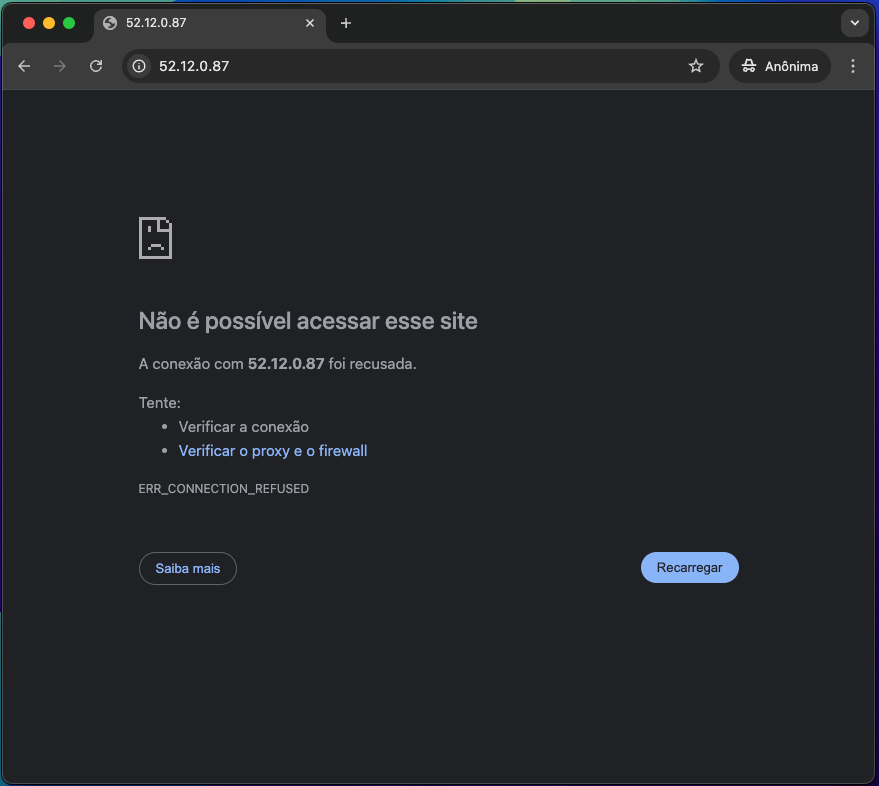 52.12.0.87
52.12.0.87
Anônima
Não é possível acessar esse site
A conexão com 52.12.0.87 foi recusada.
Tente:
• Verificar a conexão
• Verificar o proxy e o firewall
ERR_CONNECTION_REFUSED
Saiba mais
Recarregar